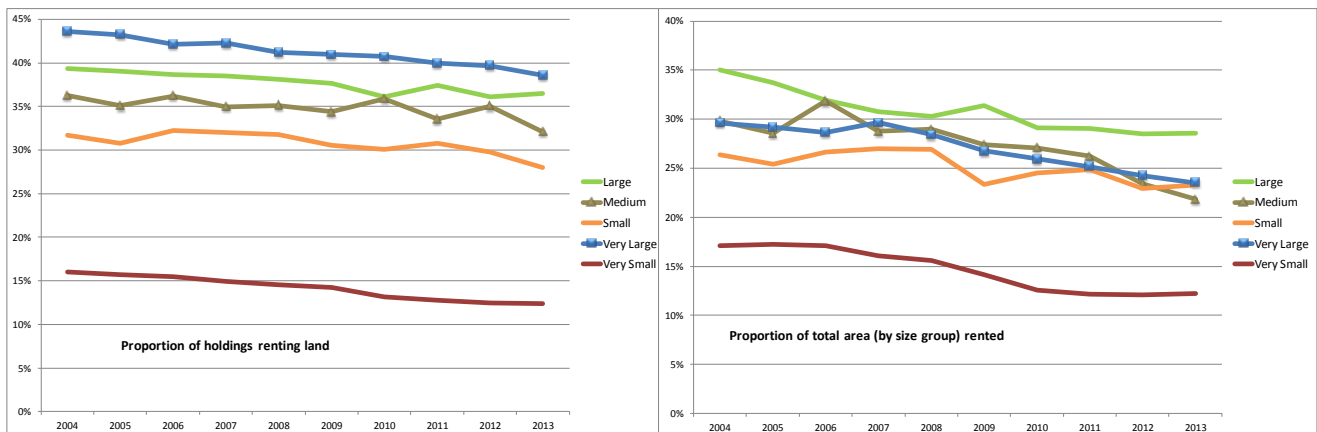 45%
40%
35%
30%
25%
20%
15%
10%
5%
0%
2004 2005 2006 2007 2008 2009 2010 2011 2012 2013
Proportion of holdings renting land
Large
Medium
Small
Very Large
Very Small
40%
35%
30%
25%
20%
15%
10%
5%
0%
2004 2005 2006 2007 2008 2009 2010 2011 2012 2013
Proportion of total area (by size group) rented
Large
Medium
Small
Very Large
Very Small